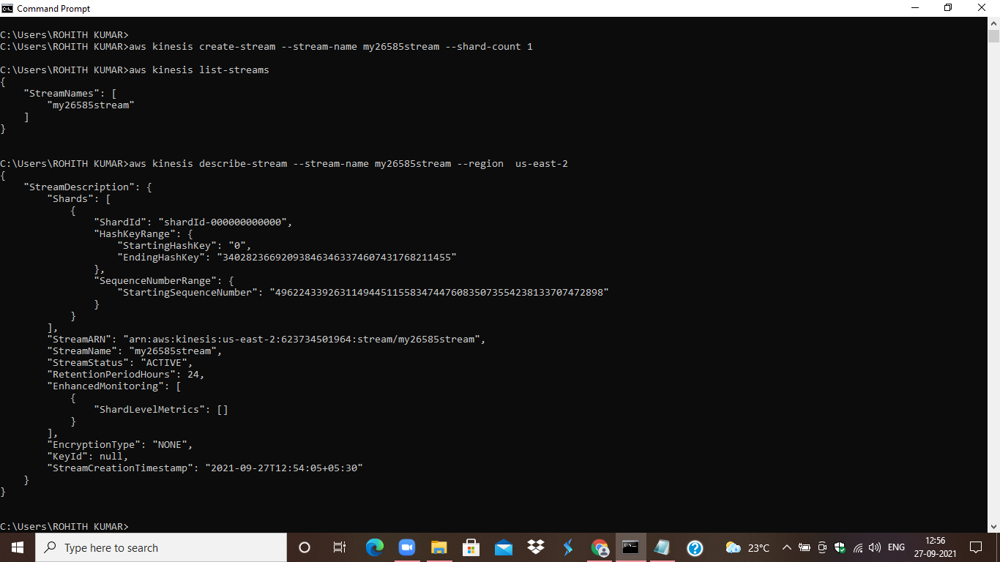 Command Prompt
C:\Users\ROHITH KUMAR>
C:\Users\ROHITH KUMAR>aws kinesis create-stream --stream-name my26585stream --shard-count 1
C:\Users\ROHITH KUMAR>aws kinesis list-streams
{
    "StreamNames": [
        "my26585stream"
    ]
}
C:\Users\ROHITH KUMAR>aws kinesis describe-stream --stream-name my26585stream --region  us-east-2
{
    "StreamDescription": {
        "Shards": [
            {
                "ShardId": "shardId-000000000000",
                "HashKeyRange": {
                    "StartingHashKey": "0",
                    "EndingHashKey": "340282366920938463463374607431768211455"
                },
                "SequenceNumberRange": {
                    "StartingSequenceNumber": "49622433926311494451155834744760835073554238133707472898"
                }
            }
        ],
        "StreamARN": "arn:aws:kinesis:us-east-2:623734501964:stream/my26585stream",
        "StreamName": "my26585stream",
        "StreamStatus": "ACTIVE",
        "RetentionPeriodHours": 24,
        "EnhancedMonitoring": [
            {
                "ShardLevelMetrics": []
            }
        ],
        "EncryptionType": "NONE",
        "KeyId": null,
        "StreamCreationTimestamp": "2021-09-27T12:54:05+05:30"
    }
}
C:\Users\ROHITH KUMAR>
Type here to search
23°C
ENG
12:56
27-09-2021